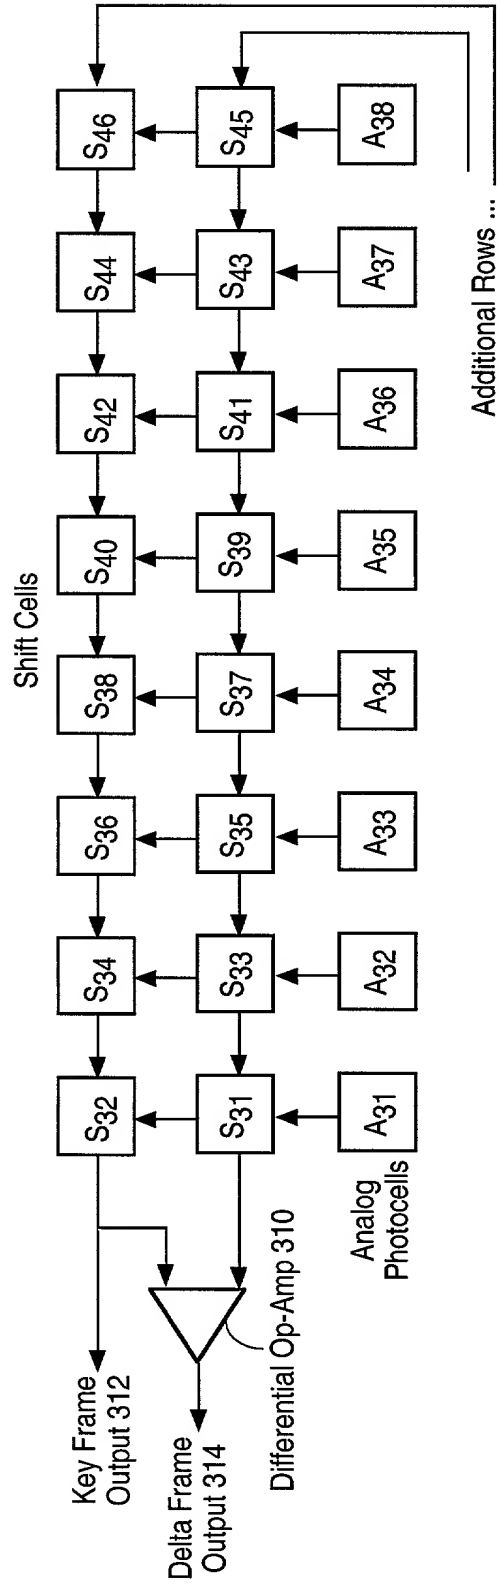 Shift Cells
Key Frame
Output 312
S32
S34
S36
S38
S40
S42
S44
S46
Delta Frame
Output 314
S31
S33
S35
S37
S39
S41
S43
S45
Differential Op-Amp 310
Analog
Photocells
A31
A32
A33
A34
A35
A36
A37
A38
Additional Rows ...